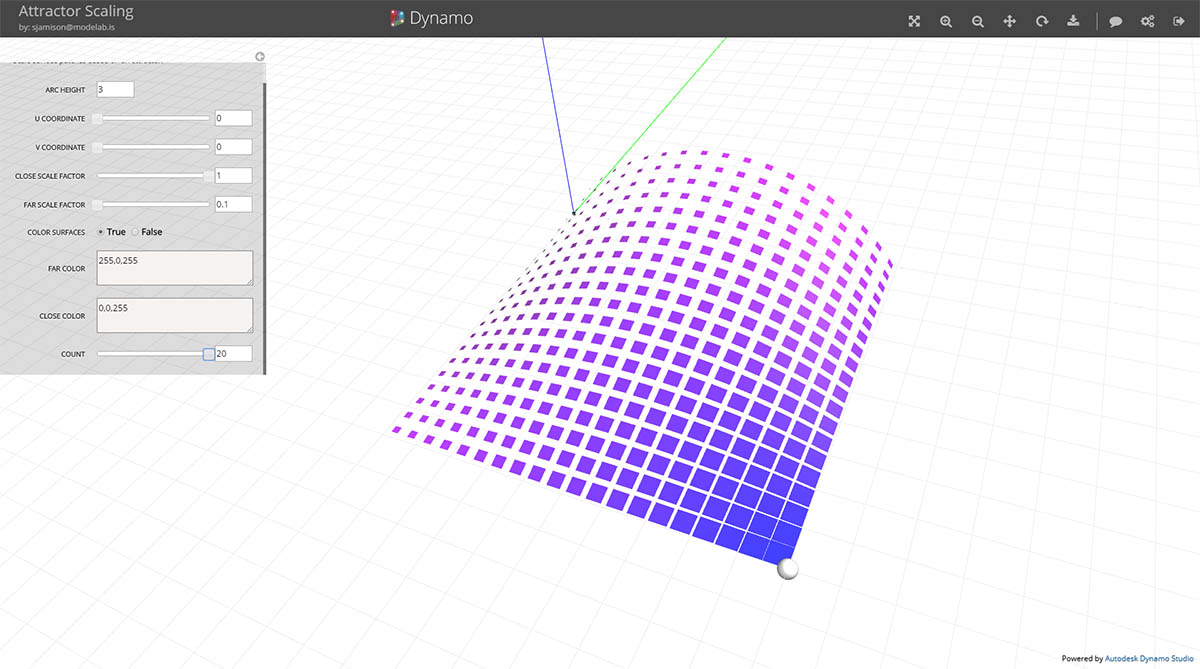 Attractor Scaling
by: sjamison@modelab.is
Dynamo
ARC HEIGHT 3
U COORDINATE 0
V COORDINATE 0
CLOSE SCALE FACTOR 1
FAR SCALE FACTOR 0.1
COLOR SURFACES True False
FAR COLOR 255,0,255
CLOSE COLOR 0,0,255
COUNT 20
Powered by Autodesk Dynamo Studio